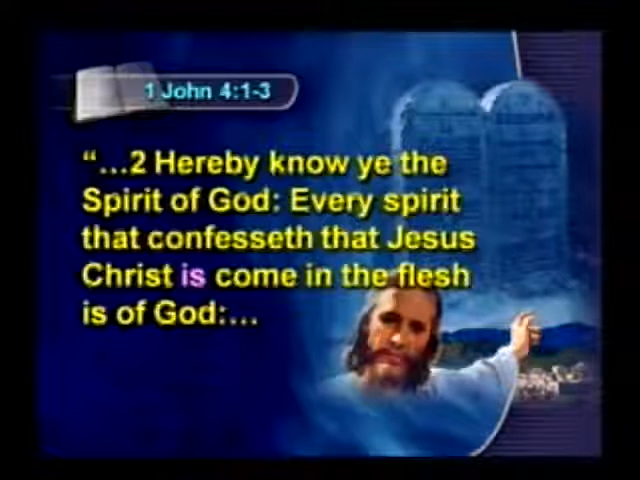 1 John 4:1-3
“...2 Hereby know ye the
Spirit of God: Every spirit
that confesseth that Jesus
Christ is come in the flesh
is of God:...